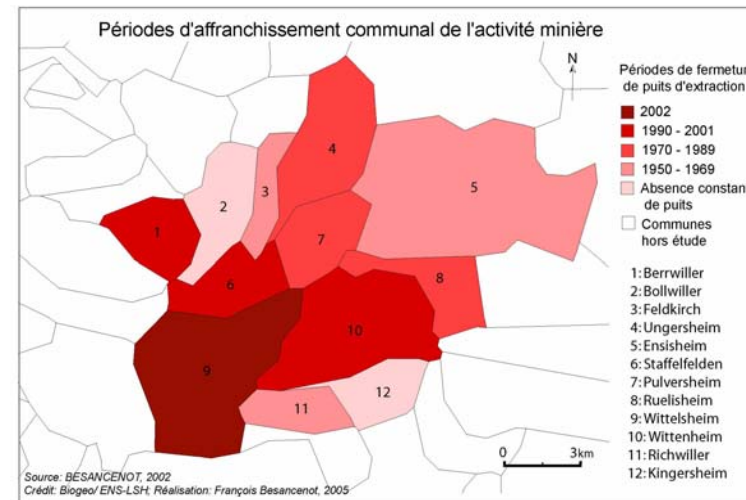 Périodes d'affranchissement communal de l'activité minière
N
Périodes de fermetur
de puits d'extraction
2002
1990 - 2001
1970 - 1989
1950 - 1969
Absence constan
de puits
Communes
hors étude
1
2
3
4
5
6
7
8
9
10
11
12
1: Berrwiller
2: Bollwiller
3: Feldkirch
4: Ungersheim
5: Ensisheim
6: Staffelfelden
7: Pulversheim
8: Ruelisheim
9: Wittelsheim
10: Wittenheim
11: Richwiller
12: Kingersheim
0 3km
Source: BESANCENOT, 2002
Crédit: Biogeo/ ENS-LSH; Réalisation: François Besancenot, 2005